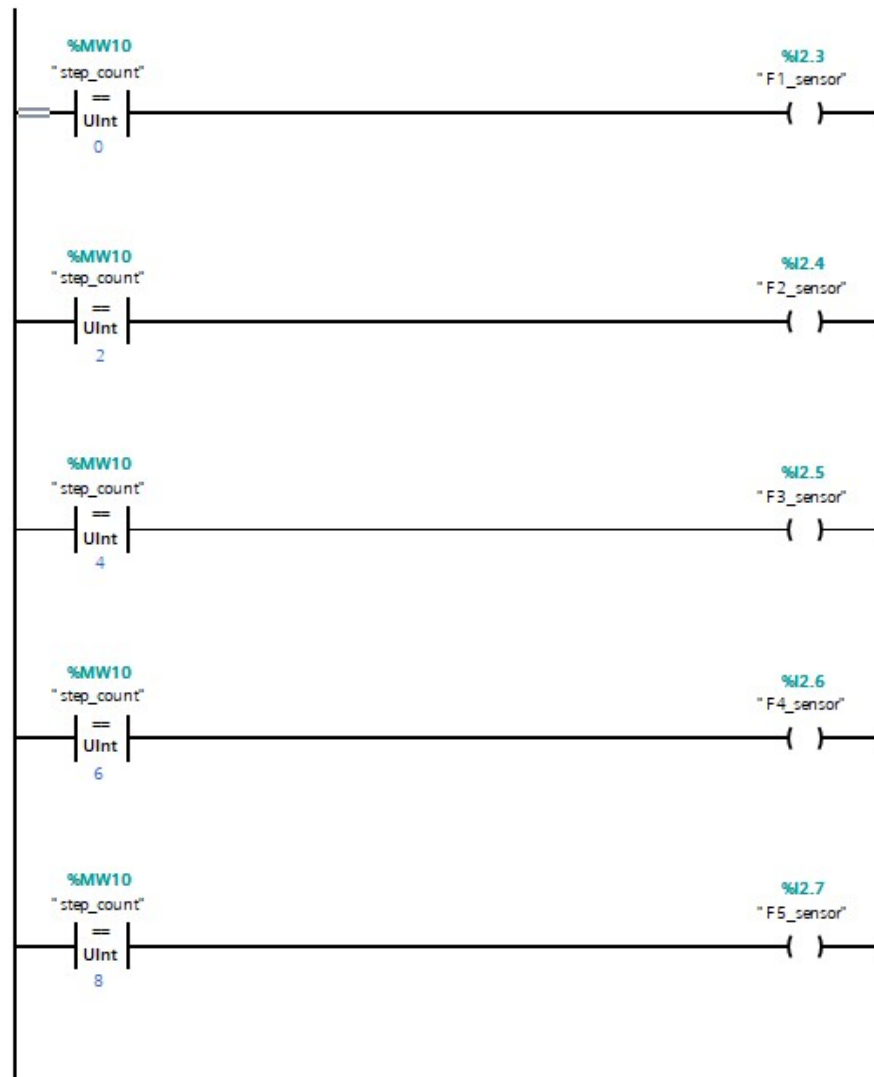 %MW10
"step_count"
==
UInt
0
%I2.3
"F1_sensor"
( )
%MW10
"step_count"
==
UInt
2
%I2.4
"F2_sensor"
( )
%MW10
"step_count"
==
UInt
4
%I2.5
"F3_sensor"
( )
%MW10
"step_count"
==
UInt
6
%I2.6
"F4_sensor"
( )
%MW10
"step_count"
==
UInt
8
%I2.7
"F5_sensor"
( )